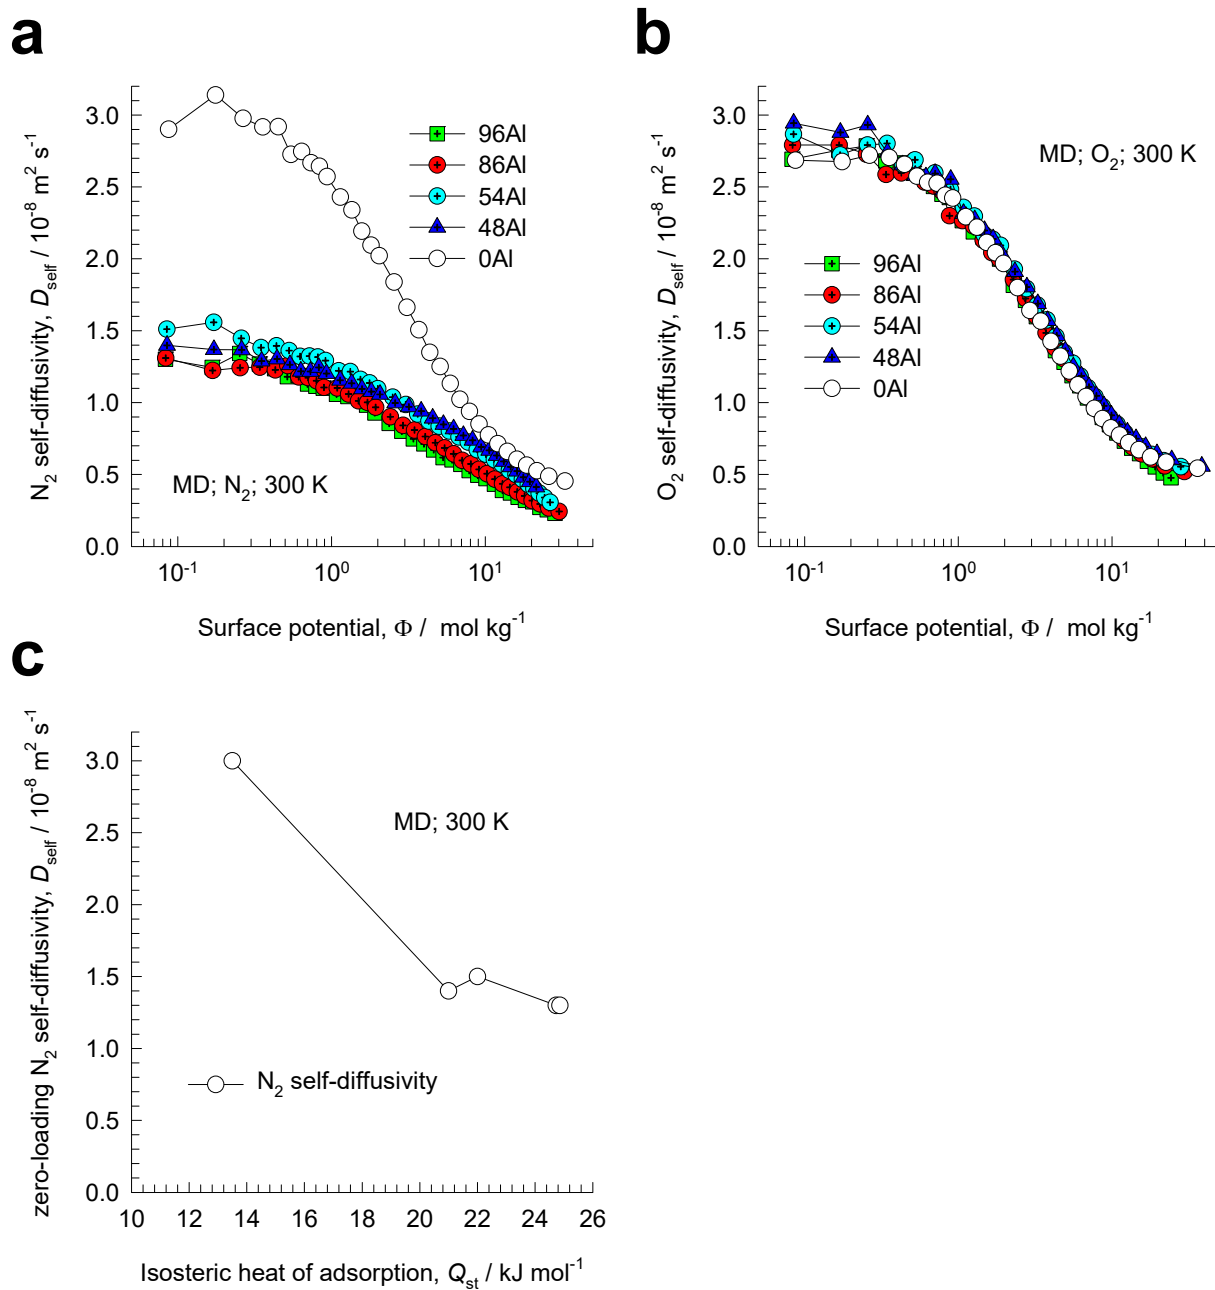 a
N2 self-diffusivity, Dself / 10-8 m2 s-1
3.0
2.5
2.0
1.5
1.0
0.5
0.0
96Al
86Al
54Al
48Al
0Al
MD; N2; 300 K
10-1
100
101
Surface potential, Φ / mol kg-1
b
O2 self-diffusivity, Dself / 10-8 m2 s-1
3.0
2.5
2.0
1.5
1.0
0.5
0.0
MD; O2; 300 K
96Al
86Al
54Al
48Al
0Al
10-1
100
101
Surface potential, Φ / mol kg-1
c
zero-loading N2 self-diffusivity, Dself / 10-8 m2 s-1
3.0
2.5
2.0
1.5
1.0
0.5
0.0
MD; 300 K
N2 self-diffusivity
10 12 14 16 18 20 22 24 26
Isosteric heat of adsorption, Qst / kJ mol-1